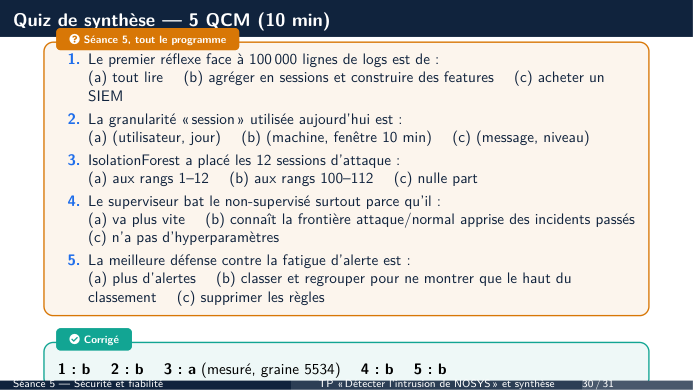 Quiz de synthèse — 5 QCM (10 min)
Séance 5, tout le programme
1. Le premier réflexe face à 100 000 lignes de logs est de :
(a) tout lire (b) agréger en sessions et construire des features (c) acheter un
SIEM
2. La granularité « session » utilisée aujourd'hui est :
(a) (utilisateur, jour) (b) (machine, fenêtre 10 min) (c) (message, niveau)
3. IsolationForest a placé les 12 sessions d'attaque :
(a) aux rangs 1–12 (b) aux rangs 100–112 (c) nulle part
4. Le superviseur bat le non-supervisé surtout parce qu'il :
(a) va plus vite (b) connaît la frontière attaque/normal apprise des incidents passés
(c) n'a pas d'hyperparamètres
5. La meilleure défense contre la fatigue d'alerte est :
(a) plus d'alertes (b) classer et regrouper pour ne montrer que le haut du
classement (c) supprimer les règles
Corrigé
1 : b 2 : b 3 : a (mesuré, graine 5534) 4 : b 5 : b
Séance 5 — Sécurité et fiabilité TP « Détecter l'intrusion de NOSYS » et synthèse 30 / 31